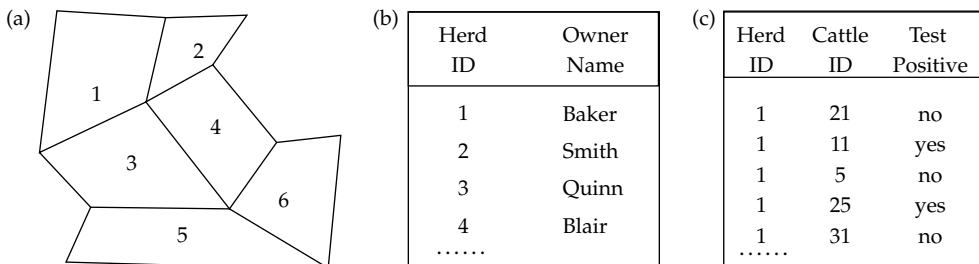 (a)
1
2
3
4
5
6
(b)
Herd Owner
ID Name
1 Baker
2 Smith
3 Quinn
4 Blair
......
(c)
Herd Cattle Test
ID ID Positive
1 21 no
1 11 yes
1 5 no
1 25 yes
1 31 no
......